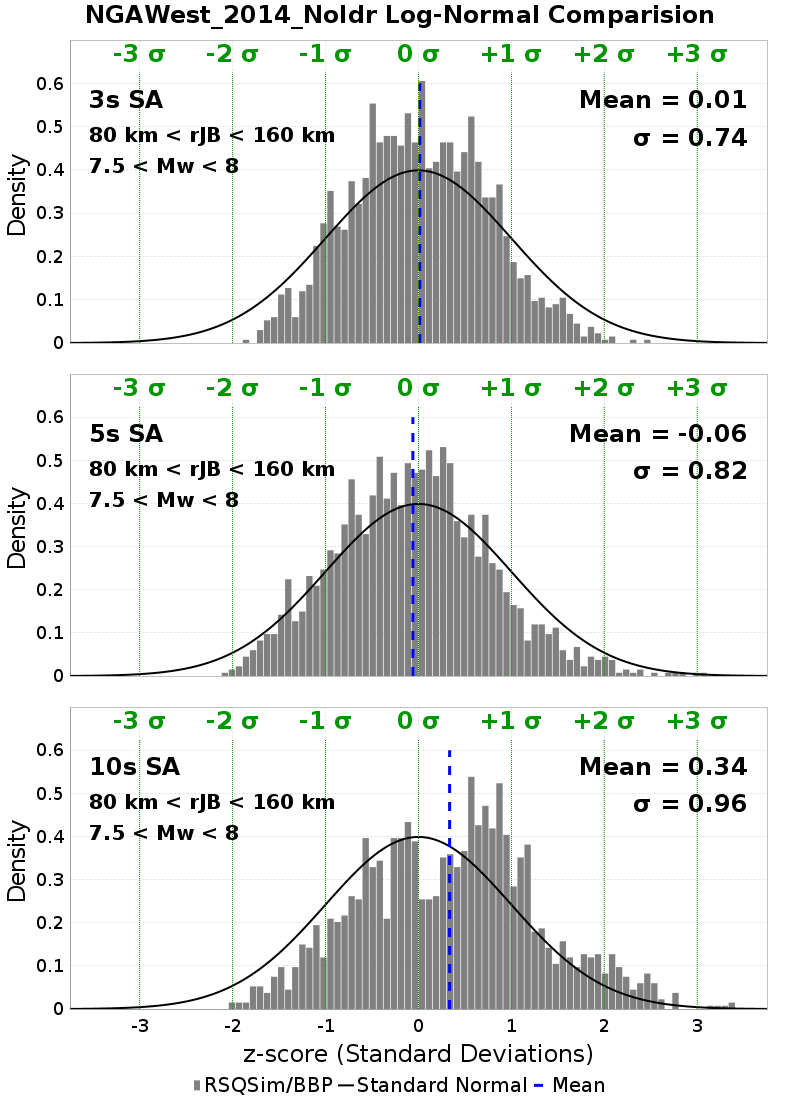 NGAWest_2014_NoIdr Log-Normal Comparision
-3 σ -2 σ -1 σ 0 σ +1 σ +2 σ +3 σ
0.6
3s SA Mean = 0.01
0.5
80 km < rJB < 160 km σ = 0.74
0.4
7.5 < Mw < 8
Density
0.3
0.2
0.1
0
-3 σ -2 σ -1 σ 0 σ +1 σ +2 σ +3 σ
0.6
5s SA Mean = -0.06
0.5
80 km < rJB < 160 km σ = 0.82
0.4
7.5 < Mw < 8
Density
0.3
0.2
0.1
0
-3 σ -2 σ -1 σ 0 σ +1 σ +2 σ +3 σ
0.6
10s SA Mean = 0.34
0.5
80 km < rJB < 160 km σ = 0.96
0.4
7.5 < Mw < 8
Density
0.3
0.2
0.1
0
-3 -2 -1 0 1 2 3
z-score (Standard Deviations)
RSQSim/BBP Standard Normal Mean